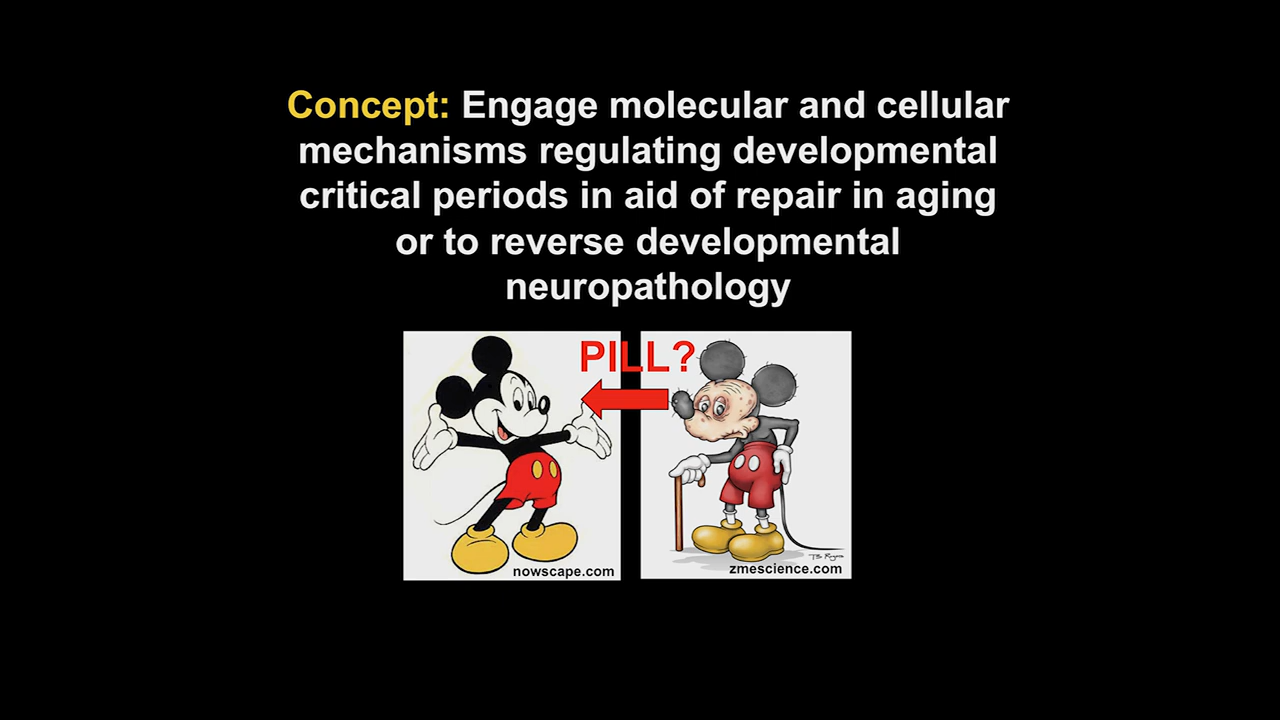 Concept: Engage molecular and cellular
mechanisms regulating developmental
critical periods in aid of repair in aging
or to reverse developmental
neuropathology
PILL?
nowscape.com
zmescience.com